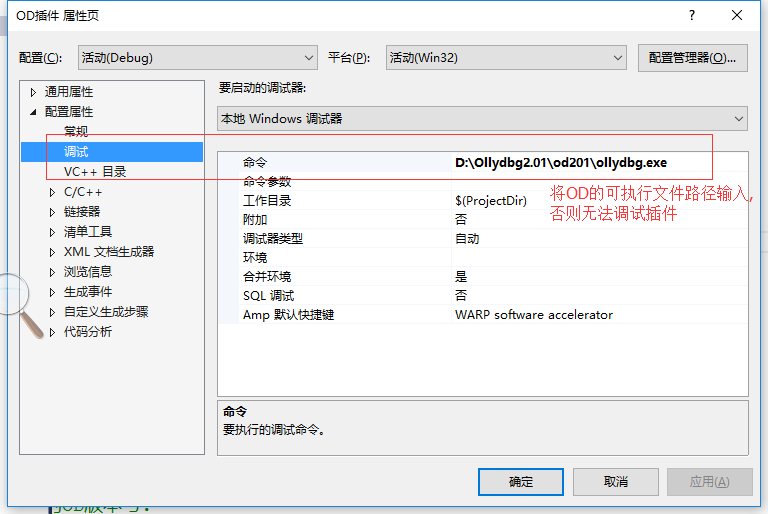 OD插件 属性页
配置(C): 活动(Debug) 平台(P): 活动(Win32) 配置管理器(O)...
通用属性
配置属性
常规
调试
VC++ 目录
C/C++
链接器
清单工具
XML 文档生成器
浏览信息
生成事件
自定义生成步骤
代码分析
要启动的调试器:
本地 Windows 调试器
命令 D:\Ollydbg2.01\od201\ollydbg.exe
命令参数
工作目录 $(ProjectDir)
附加 否
调试器类型 自动
环境
合并环境 是
SQL 调试 否
Amp 默认快捷键 WARP software accelerator
将OD的可执行文件路径输入,
否则无法调试插件
命令
要执行的调试命令。
确定 取消 应用(A)